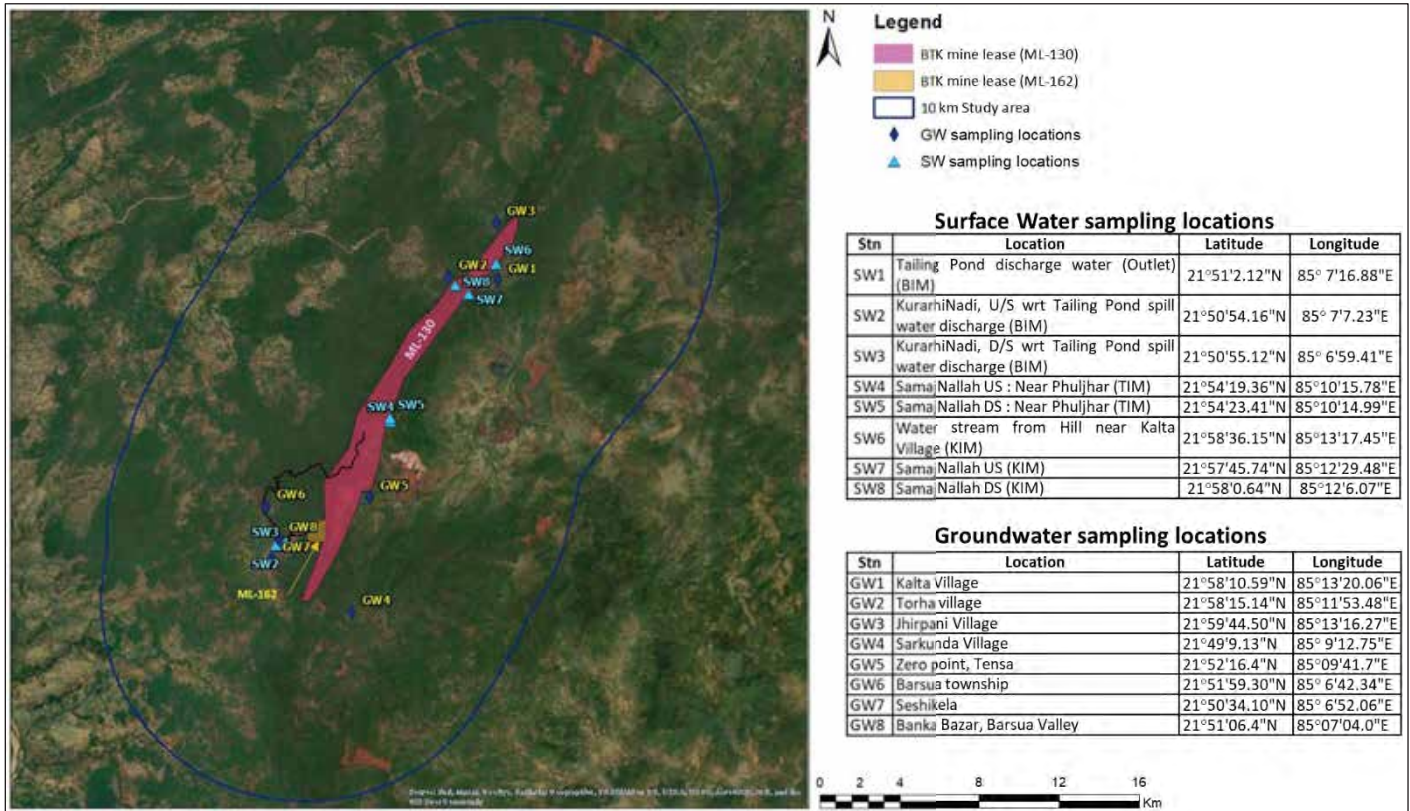 GW3
SW6
GW2
GW1
SW8
SW7
ML-130
SW4
SW5
GW5
GW6
GW8
SW3
GW7
SW2
ML-162
GW4
N
Legend
BTK mine lease (ML-130)
BTK mine lease (ML-162)
10 km Study area
GW sampling locations
SW sampling locations
Surface Water sampling locations
Stn Location Latitude Longitude
SW1 Tailing Pond discharge water (Outlet) (BIM) 21°51'2.12"N 85° 7'16.88"E
SW2 KurarhiNadi, U/S wrt Tailing Pond spill water discharge (BIM) 21°50'54.16"N 85° 7'7.23"E
SW3 KurarhiNadi, D/S wrt Tailing Pond spill water discharge (BIM) 21°50'55.12"N 85° 6'59.41"E
SW4 Samaj Nallah US : Near Phuljhar (TIM) 21°54'19.36"N 85°10'15.78"E
SW5 Samaj Nallah DS : Near Phuljhar (TIM) 21°54'23.41"N 85°10'14.99"E
SW6 Water stream from Hill near Kalta Village (KIM) 21°58'36.15"N 85°13'17.45"E
SW7 Samaj Nallah US (KIM) 21°57'45.74"N 85°12'29.48"E
SW8 Samaj Nallah DS (KIM) 21°58'0.64"N 85°12'6.07"E
Groundwater sampling locations
Stn Location Latitude Longitude
GW1 Kalta Village 21°58'10.59"N 85°13'20.06"E
GW2 Torha village 21°58'15.14"N 85°11'53.48"E
GW3 Jhirpani Village 21°59'44.50"N 85°13'16.27"E
GW4 Sarkunda Village 21°49'9.13"N 85° 9'12.75"E
GW5 Zero point, Tensa 21°52'16.4"N 85°09'41.7"E
GW6 Barsua township 21°51'59.30"N 85° 6'42.34"E
GW7 Seshikela 21°50'34.10"N 85° 6'52.06"E
GW8 Banka Bazar, Barsua Valley 21°51'06.4"N 85°07'04.0"E
0 2 4 8 12 16
Km